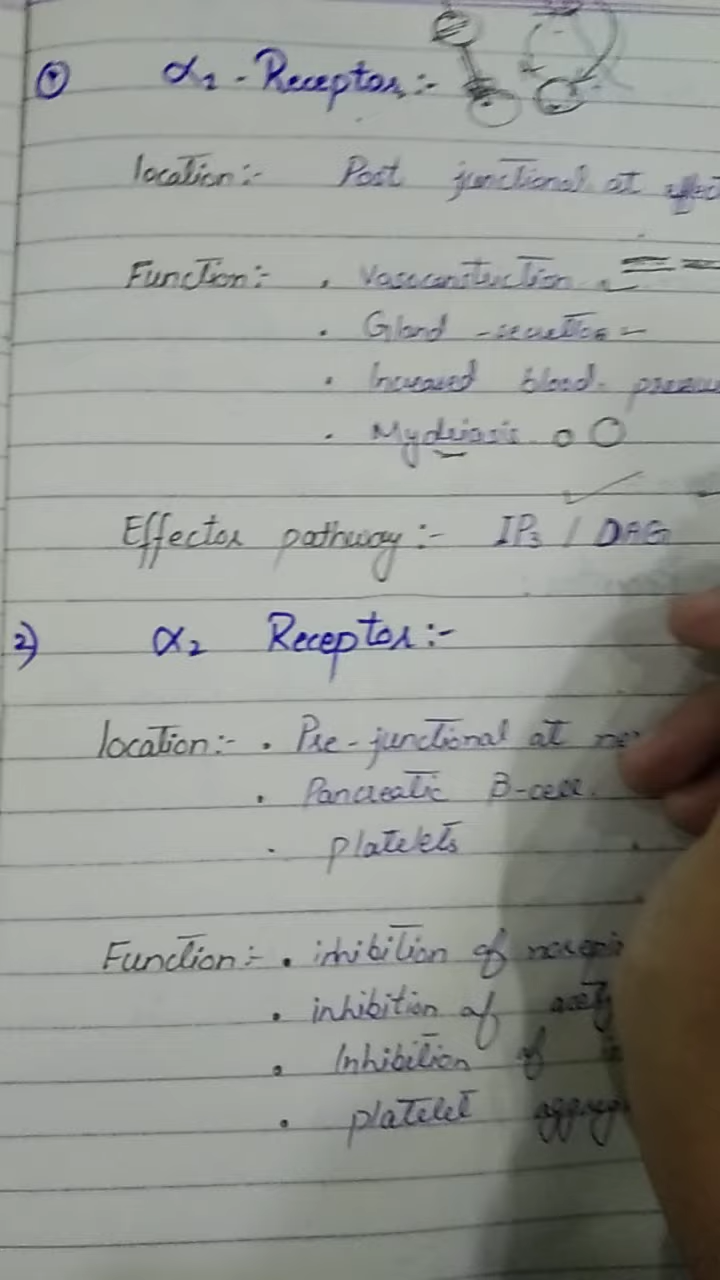 ① α1 - Receptor :-
location :- Post junctional at
Function :- . Vasoconstriction
. Gland - secretion -
. Increased blood
. Mydriasis
Effector pathway :- IP3 / DAG
2) α2 Receptor :-
location :- . Pre - junctional at
. Pancreatic β-cell.
. Platelets
Function :- . inhibition of
. inhibition of
. Inhibition of
. platelet